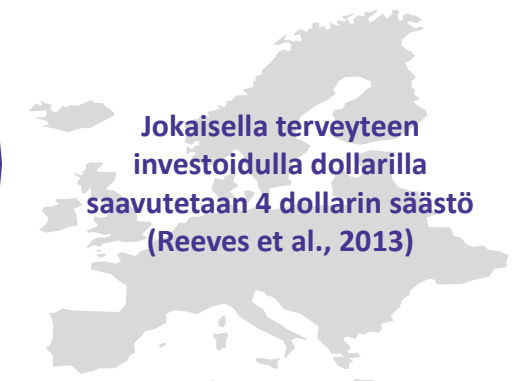 Jokaisella terveyteen
investoidulla dollarilla
saavutetaan 4 dollarin säästö
(Reeves et al., 2013)